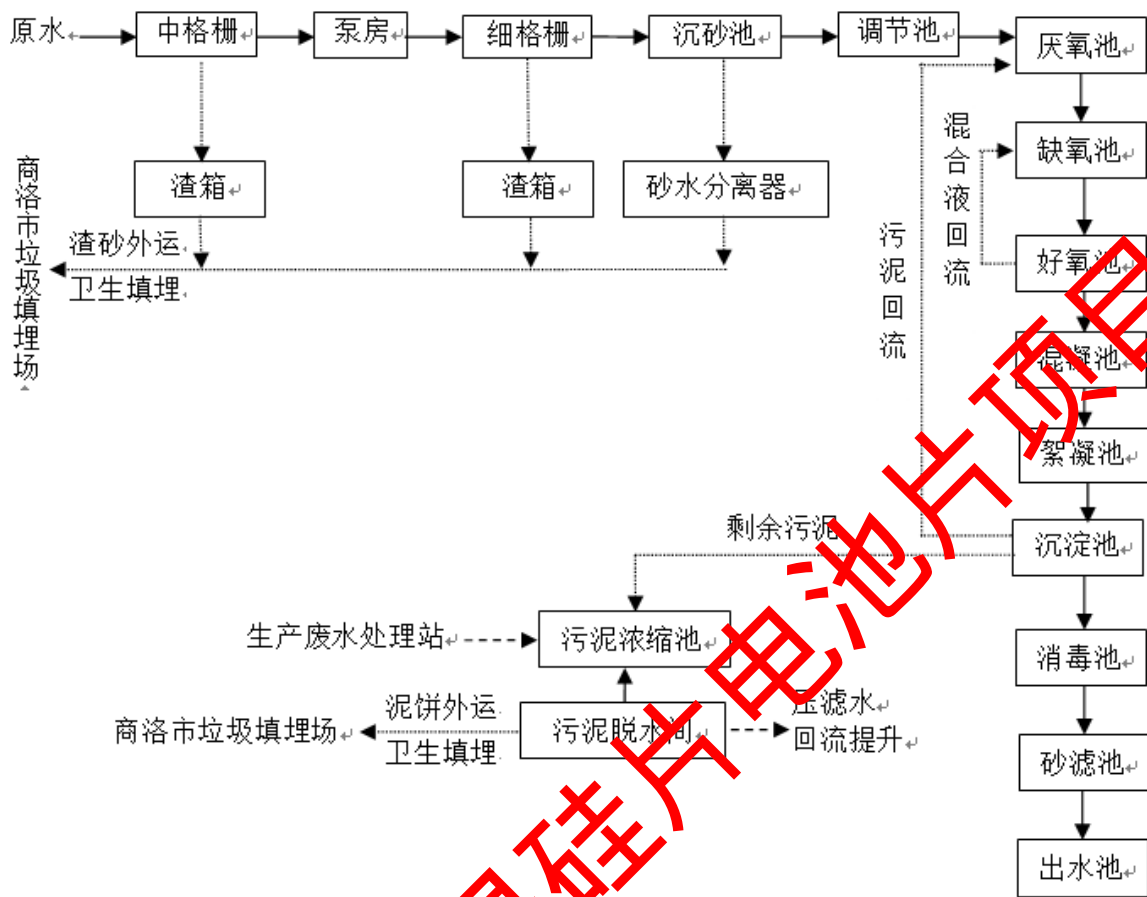 原水
中格栅
泵房
细格栅
沉砂池
调节池
厌氧池
渣箱
渣箱
砂水分离器
混合液回流
缺氧池
商洛市垃圾填埋场
渣砂外运
卫生填埋
污泥回流
好氧池
混凝池
絮凝池
剩余污泥
沉淀池
生产废水处理站
污泥浓缩池
消毒池
商洛市垃圾填埋场
泥饼外运
卫生填埋
污泥脱水间
压滤水
回流提升
砂滤池
出水池
硅片电池片项目